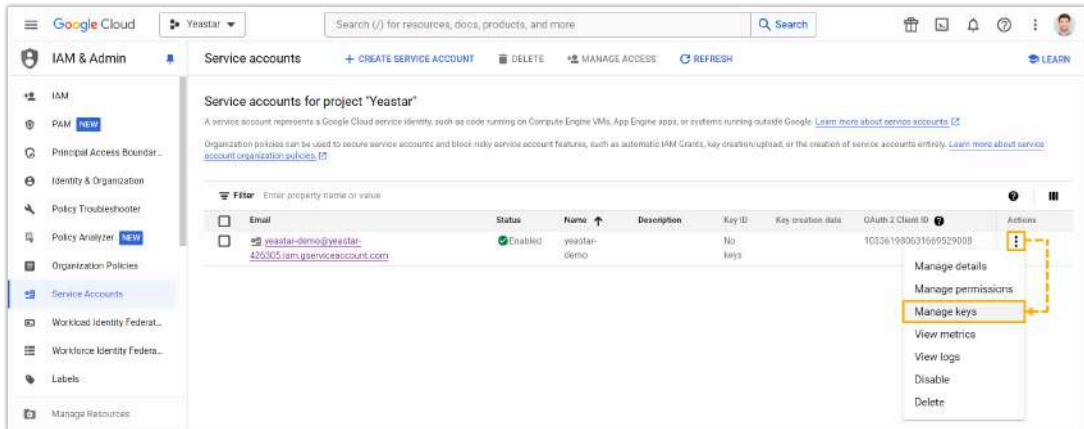 Google Cloud
Yeastar
Search (/) for resources, docs, products, and more
Search
IAM & Admin
Service accounts
+ CREATE SERVICE ACCOUNT
DELETE
MANAGE ACCESS
REFRESH
LEARN
IAM
PAM NEW
Principal Access Boundar...
Identity & Organization
Policy Troubleshooter
Policy Analyzer NEW
Organization Policies
Service Accounts
Workload Identity Federat...
Workforce Identity Federa...
Labels
Manage Resources
Service accounts for project "Yeastar"
A service account represents a Google Cloud service identity, such as code running on Compute Engine VMs, App Engine apps, or systems running outside Google. Learn more about service accounts
Organization policies can be used to secure service accounts and block risky service account features, such as automatic IAM Grants, key creation/upload, or the creation of service accounts entirely. Learn more about service
account organization policies.
Filter Enter property name or value
Email Status Name Description Key ID Key creation date OAuth 2 Client ID Actions
yeastar-demo@yeastar- Enabled yeastar- No 103361980631669529008
426305.iam.gserviceaccount.com demo keys
Manage details
Manage permissions
Manage keys
View metrics
View logs
Disable
Delete